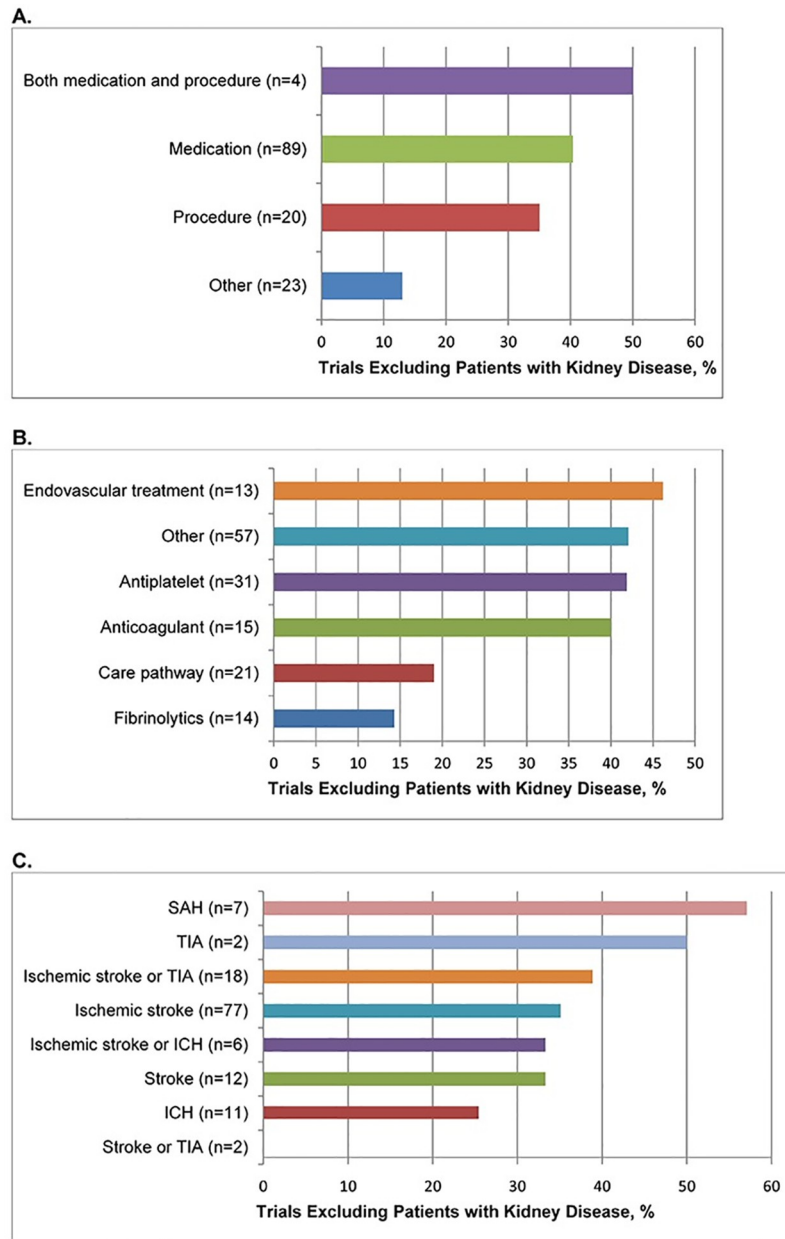 A.
Both medication and procedure (n=4)
Medication (n=89)
Procedure (n=20)
Other (n=23)
0 10 20 30 40 50 60
Trials Excluding Patients with Kidney Disease, %
B.
Endovascular treatment (n=13)
Other (n=57)
Antiplatelet (n=31)
Anticoagulant (n=15)
Care pathway (n=21)
Fibrinolytics (n=14)
0 5 10 15 20 25 30 35 40 45 50
Trials Excluding Patients with Kidney Disease, %
C.
SAH (n=7)
TIA (n=2)
Ischemic stroke or TIA (n=18)
Ischemic stroke (n=77)
Ischemic stroke or ICH (n=6)
Stroke (n=12)
ICH (n=11)
Stroke or TIA (n=2)
0 10 20 30 40 50 60
Trials Excluding Patients with Kidney Disease, %